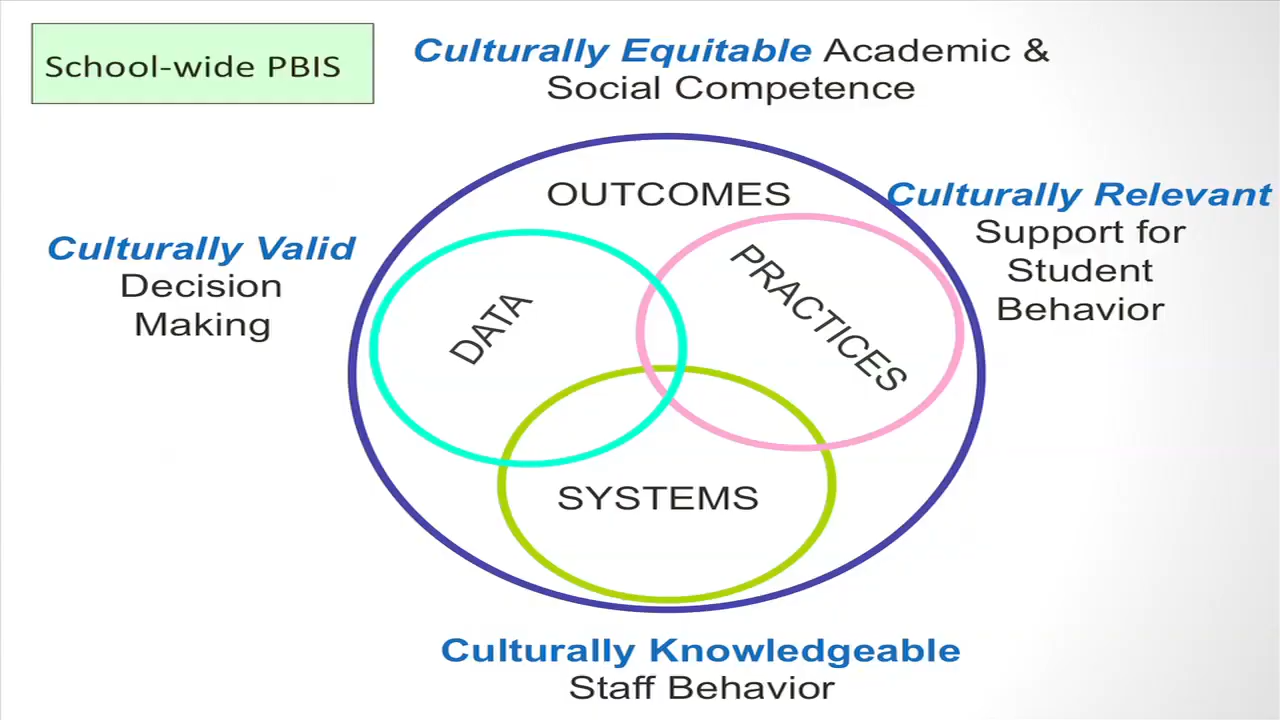 School-wide PBIS
Culturally Equitable Academic &
Social Competence
OUTCOMES
Culturally Relevant
Support for
Student
Behavior
Culturally Valid
Decision
Making
DATA
PRACTICES
SYSTEMS
Culturally Knowledgeable
Staff Behavior